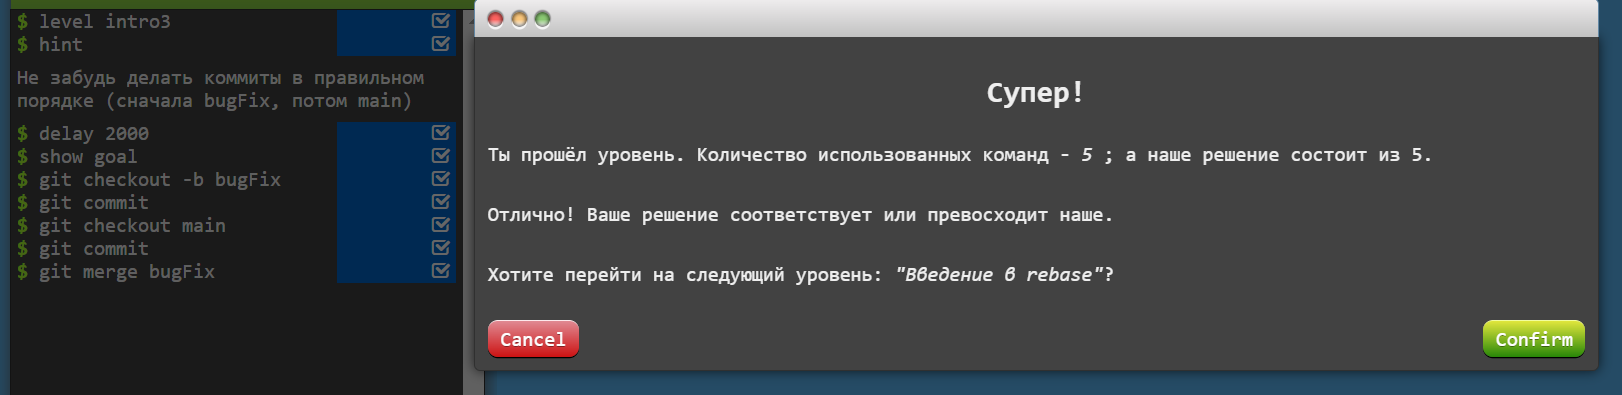 $ level intro3
$ hint
Не забудь делать коммиты в правильном
порядке (сначала bugFix, потом main)
$ delay 2000
$ show goal
$ git checkout -b bugFix
$ git commit
$ git checkout main
$ git commit
$ git merge bugFix
Супер!
Ты прошёл уровень. Количество использованных команд - 5 ; а наше решение состоит из 5.
Отлично! Ваше решение соответствует или превосходит наше.
Хотите перейти на следующий уровень: "Введение в rebase"?
Cancel
Confirm